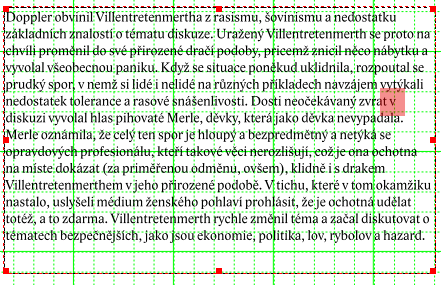 Doppler obvinil Villentretenmertha z rasismu, šovinismu a nedostatku
základních znalostí o tématu diskuze. Uražený Villentretenmerth se proto na
chvíli proměnil do své přirozené dračí podoby, pricemž zničil něco nábytku a
vyvolal všeobecnou paniku. Když se situace poněkud uklidnila, rozpoutal se
prudký spor, v nemž si lidé i nelidé na různých příkladech navzájem vytýkali
nedostatek tolerance a rasové snášenlivosti. Dosti neočekávaný zvrat v
diskuzi vyvolal hlas pihovaté Merle, děvky, která jako děvka nevypadala.
Merle oznámila, že celý ten spor je hloupý a bezpredmětný a netýká se
opravdových profesionálu, kteří takové věci nerozlišují, což je ona ochotna
na míste dokázat (za priměřenou odměnu, ovšem), klidně i s drakem
Villentretenmerthem v jeho přirozené podobě. V tichu, které v tom okamžiku
nastalo, uslyšeli médium ženského pohlaví prohlásit, že je ochotná udělat
totéž, a to zdarma. Villentretenmerth rychle změnil téma a začal diskutovat o
tématech bezpečnějších, jako jsou ekonomie, politika, lov, rybolov a hazard.